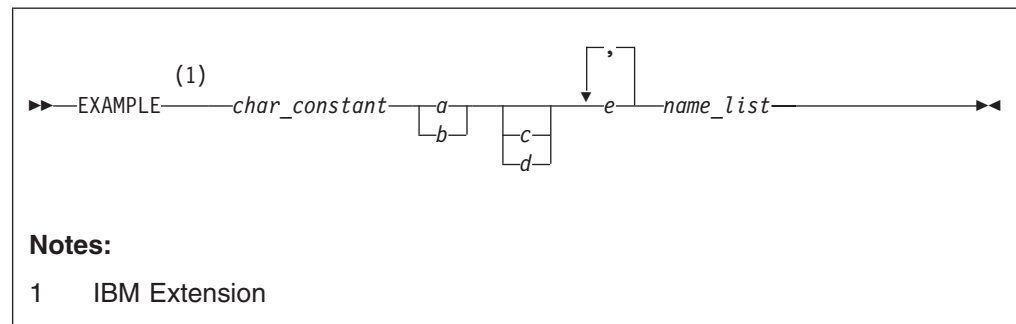 ,
(1)
EXAMPLE char_constant a e name_list
b c
d
Notes:
1 IBM Extension